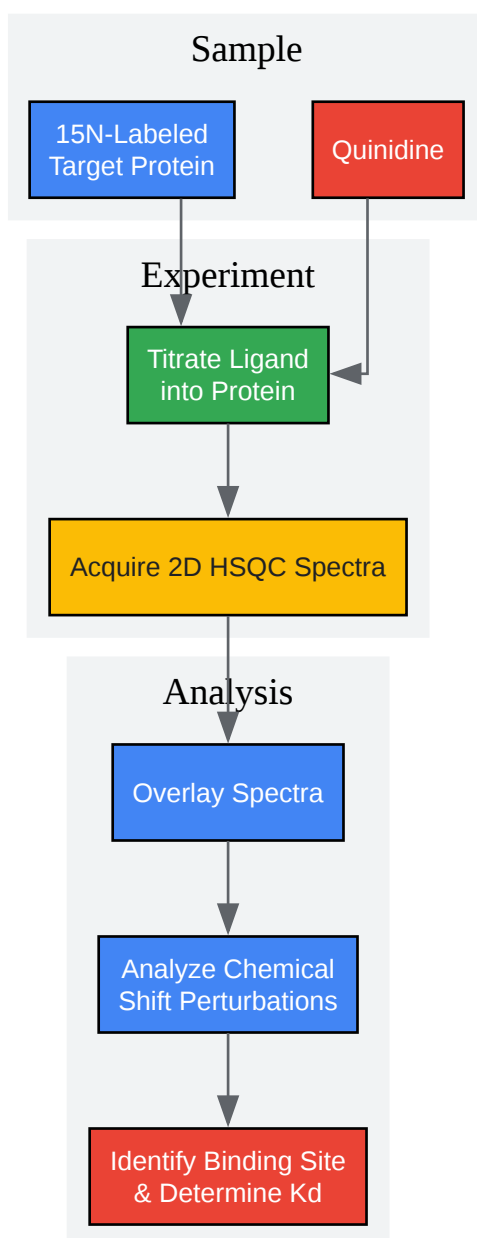 Sample
15N-Labeled
Target Protein
Quinidine
Experiment
Titrate Ligand
into Protein
Acquire 2D HSQC Spectra
Analysis
Overlay Spectra
Analyze Chemical
Shift Perturbations
Identify Binding Site
& Determine Kd